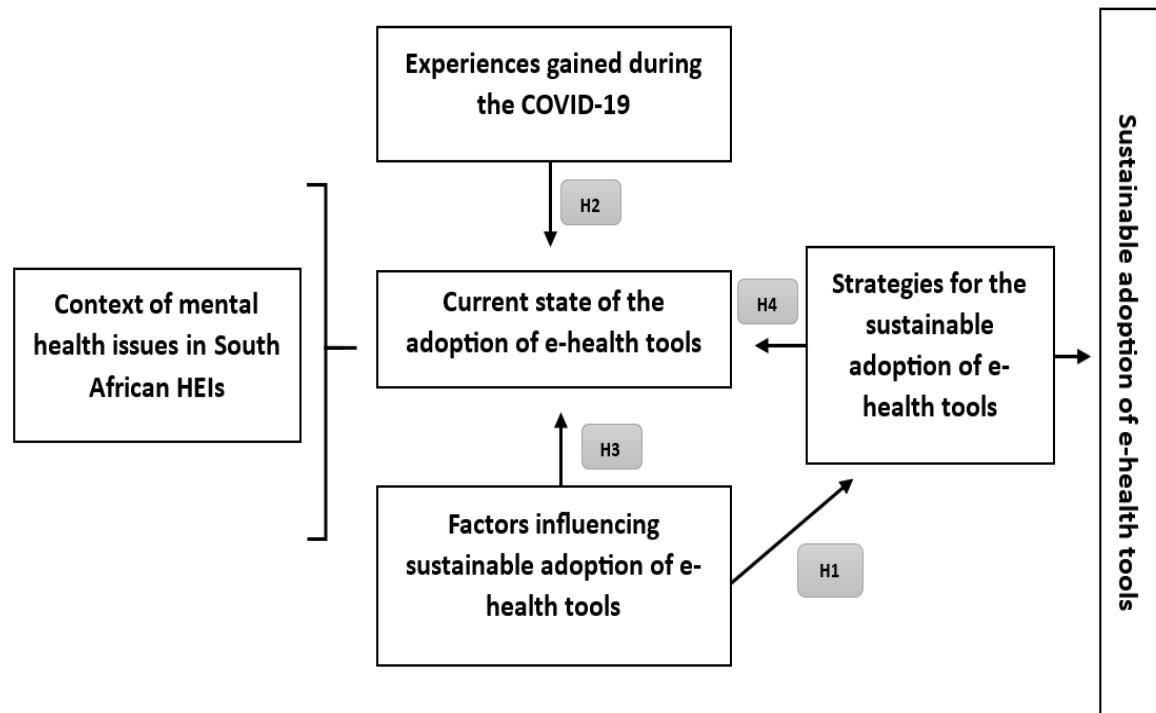 Experiences gained during
the COVID-19
H2
Context of mental
health issues in South
African HEIs
Current state of the
adoption of e-health tools
H4
Strategies for the
sustainable
adoption of e-
health tools
H3
Factors influencing
sustainable adoption of e-
health tools
H1
Sustainable adoption of e-health tools